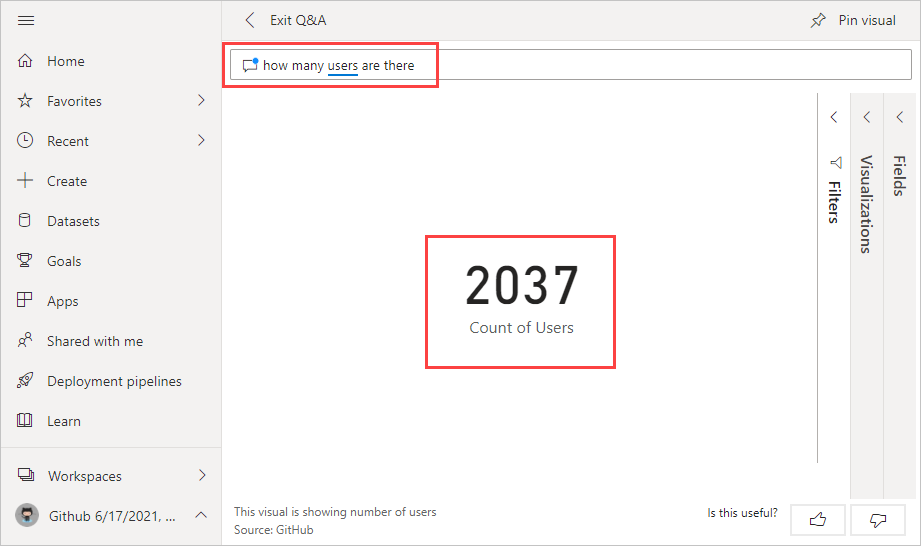 Exit Q&A
Pin visual
how many users are there
Home
Favorites
Recent
Create
Datasets
Goals
Apps
Shared with me
Deployment pipelines
Learn
Workspaces
Github 6/17/2021, ...
Filters
Visualizations
Fields
2037
Count of Users
This visual is showing number of users
Source: GitHub
Is this useful?